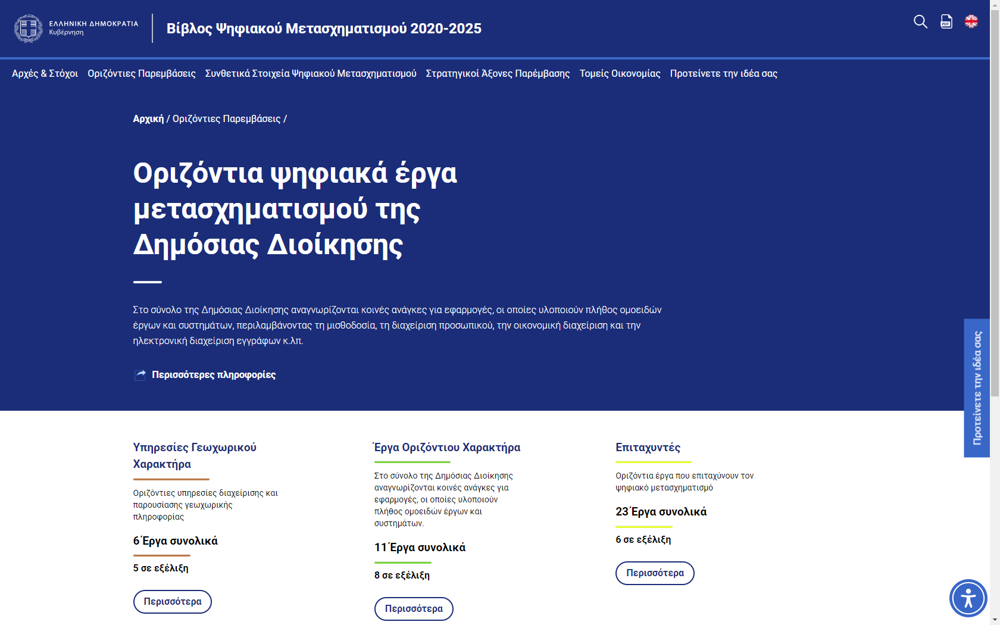 ΕΛΛΗΝΙΚΗ ΔΗΜΟΚΡΑΤΙΑ
Κυβέρνηση
Βίβλος Ψηφιακού Μετασχηματισμού 2020-2025
PDF
Αρχές & Στόχοι Οριζόντιες Παρεμβάσεις Συνθετικά Στοιχεία Ψηφιακού Μετασχηματισμού Στρατηγικοί Άξονες Παρέμβασης Τομείς Οικονομίας Προτείνετε την ιδέα σας
Αρχική / Οριζόντιες Παρεμβάσεις /
Οριζόντια ψηφιακά έργα
μετασχηματισμού της
Δημόσιας Διοίκησης
Στο σύνολο της Δημόσιας Διοίκησης αναγνωρίζονται κοινές ανάγκες για εφαρμογές, οι οποίες υλοποιούν πλήθος ομοειδών
έργων και συστημάτων, περιλαμβάνοντας τη μισθοδοσία, τη διαχείριση προσωπικού, την οικονομική διαχείριση και την
ηλεκτρονική διαχείριση εγγράφων κ.λπ.
Περισσότερες πληροφορίες
Προτείνετε την ιδέα σας
Υπηρεσίες Γεωχωρικού
Χαρακτήρα
Οριζόντιες υπηρεσίες διαχείρισης και
παρουσίασης γεωχωρικής
πληροφορίας
6 Έργα συνολικά
5 σε εξέλιξη
Περισσότερα
Έργα Οριζόντιου Χαρακτήρα
Στο σύνολο της Δημόσιας Διοίκησης
αναγνωρίζονται κοινές ανάγκες για
εφαρμογές, οι οποίες υλοποιούν
πλήθος ομοειδών έργων και
συστημάτων.
11 Έργα συνολικά
8 σε εξέλιξη
Περισσότερα
Επιταχυντές
Οριζόντια έργα που επιταχύνουν τον
ψηφιακό μετασχηματισμό
23 Έργα συνολικά
6 σε εξέλιξη
Περισσότερα